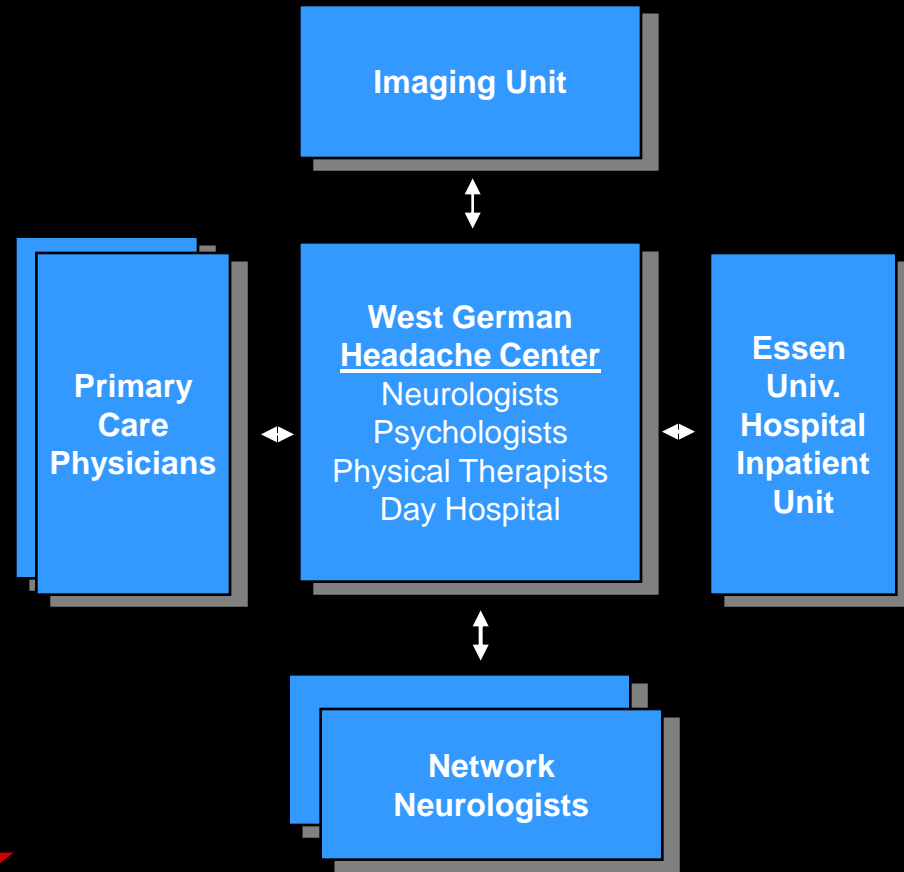 Imaging Unit
West German
Headache Center
Neurologists
Psychologists
Physical Therapists
Day Hospital
Primary
Care
Physicians
Essen
Univ.
Hospital
Inpatient
Unit
Network
Neurologists